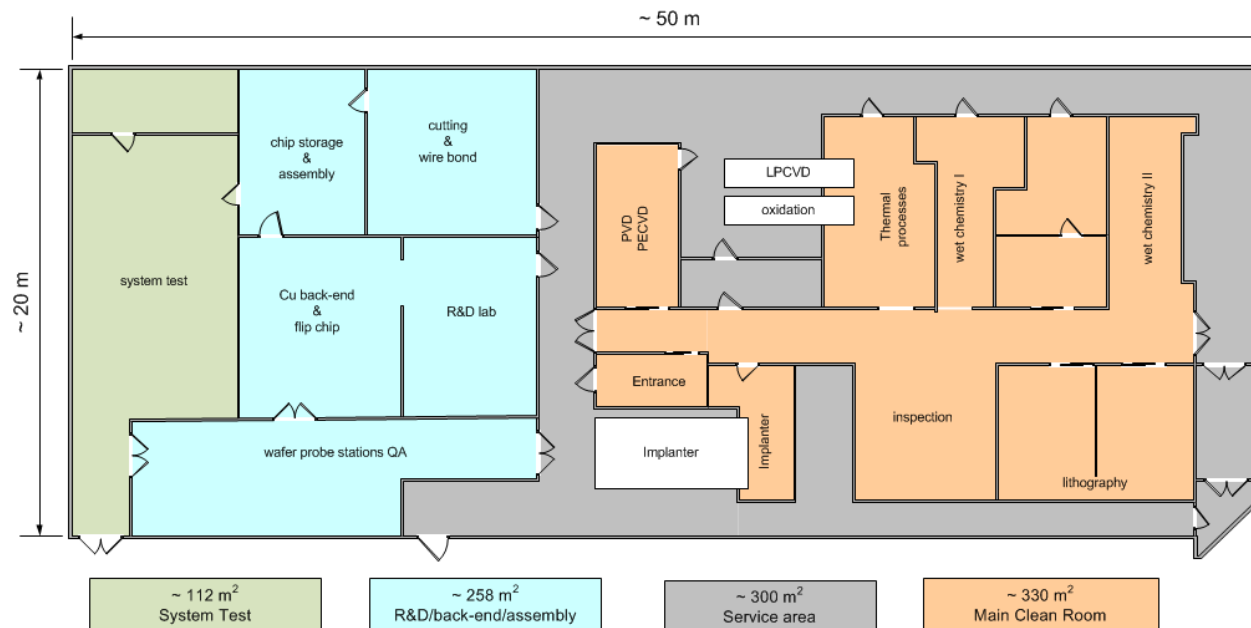 ~ 50 m
~ 20 m
chip storage
&
assembly
cutting
&
wire bond
system test
Cu back-end
&
flip chip
R&D lab
wafer probe stations QA
PVD
PECVD
LPCVD
oxidation
Thermal
processes
wet chemistry I
wet chemistry II
Entrance
Implanter
Implanter
inspection
lithography
~ 112 m²
System Test
~ 258 m²
R&D/back-end/assembly
~ 300 m²
Service area
~ 330 m²
Main Clean Room